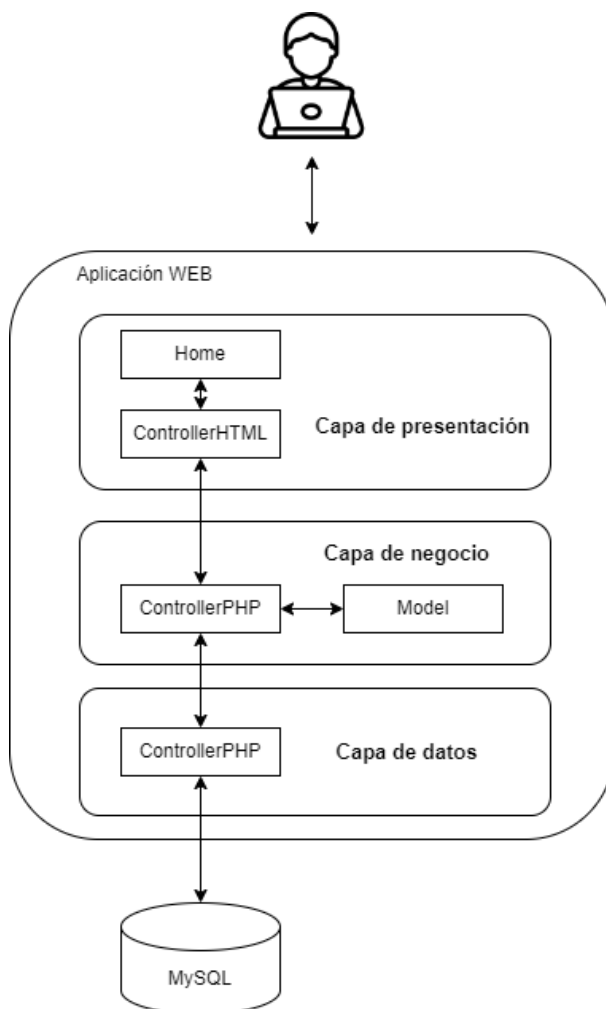 Aplicación WEB
Home
ControllerHTML
Capa de presentación
Capa de negocio
ControllerPHP
Model
ControllerPHP
Capa de datos
MySQL